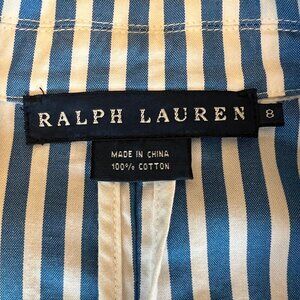 RALPH LAUREN 8
MADE IN CHINA
100% COTTON